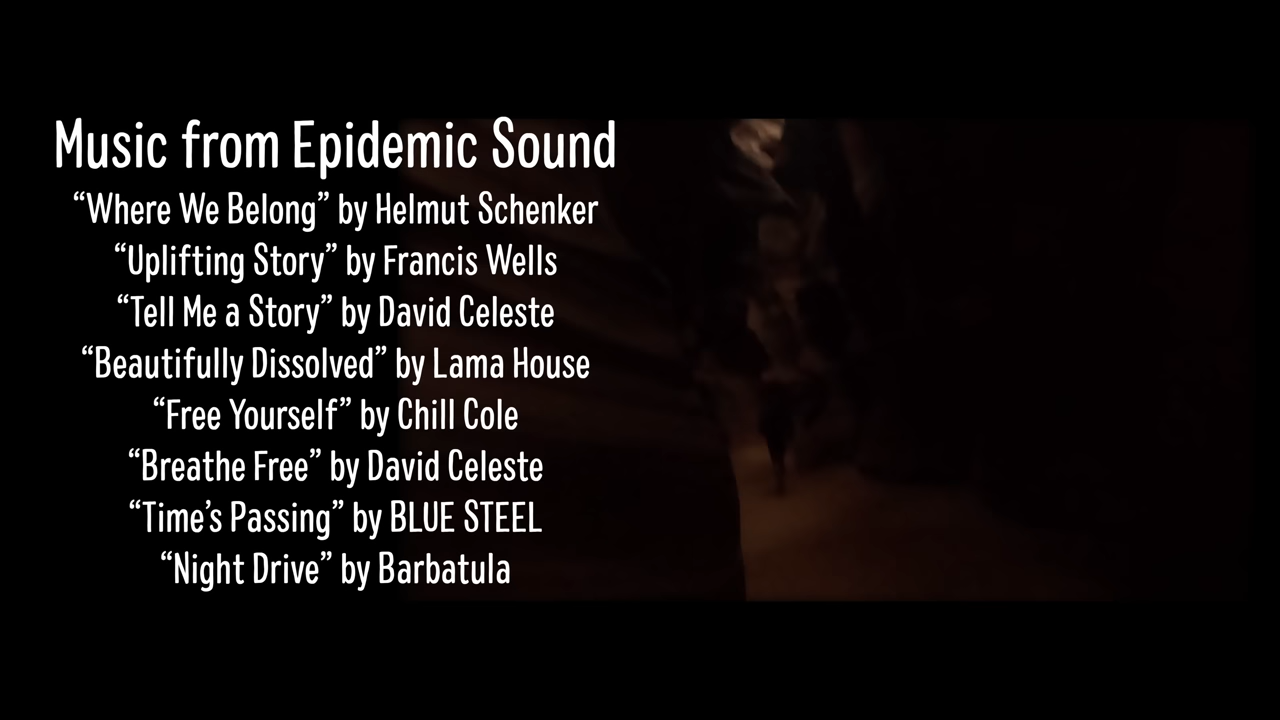 Music from Epidemic Sound
“Where We Belong” by Helmut Schenker
“Uplifting Story” by Francis Wells
“Tell Me a Story” by David Celeste
“Beautifully Dissolved” by Lama House
“Free Yourself” by Chill Cole
“Breathe Free” by David Celeste
“Time’s Passing” by BLUE STEEL
“Night Drive” by Barbatula